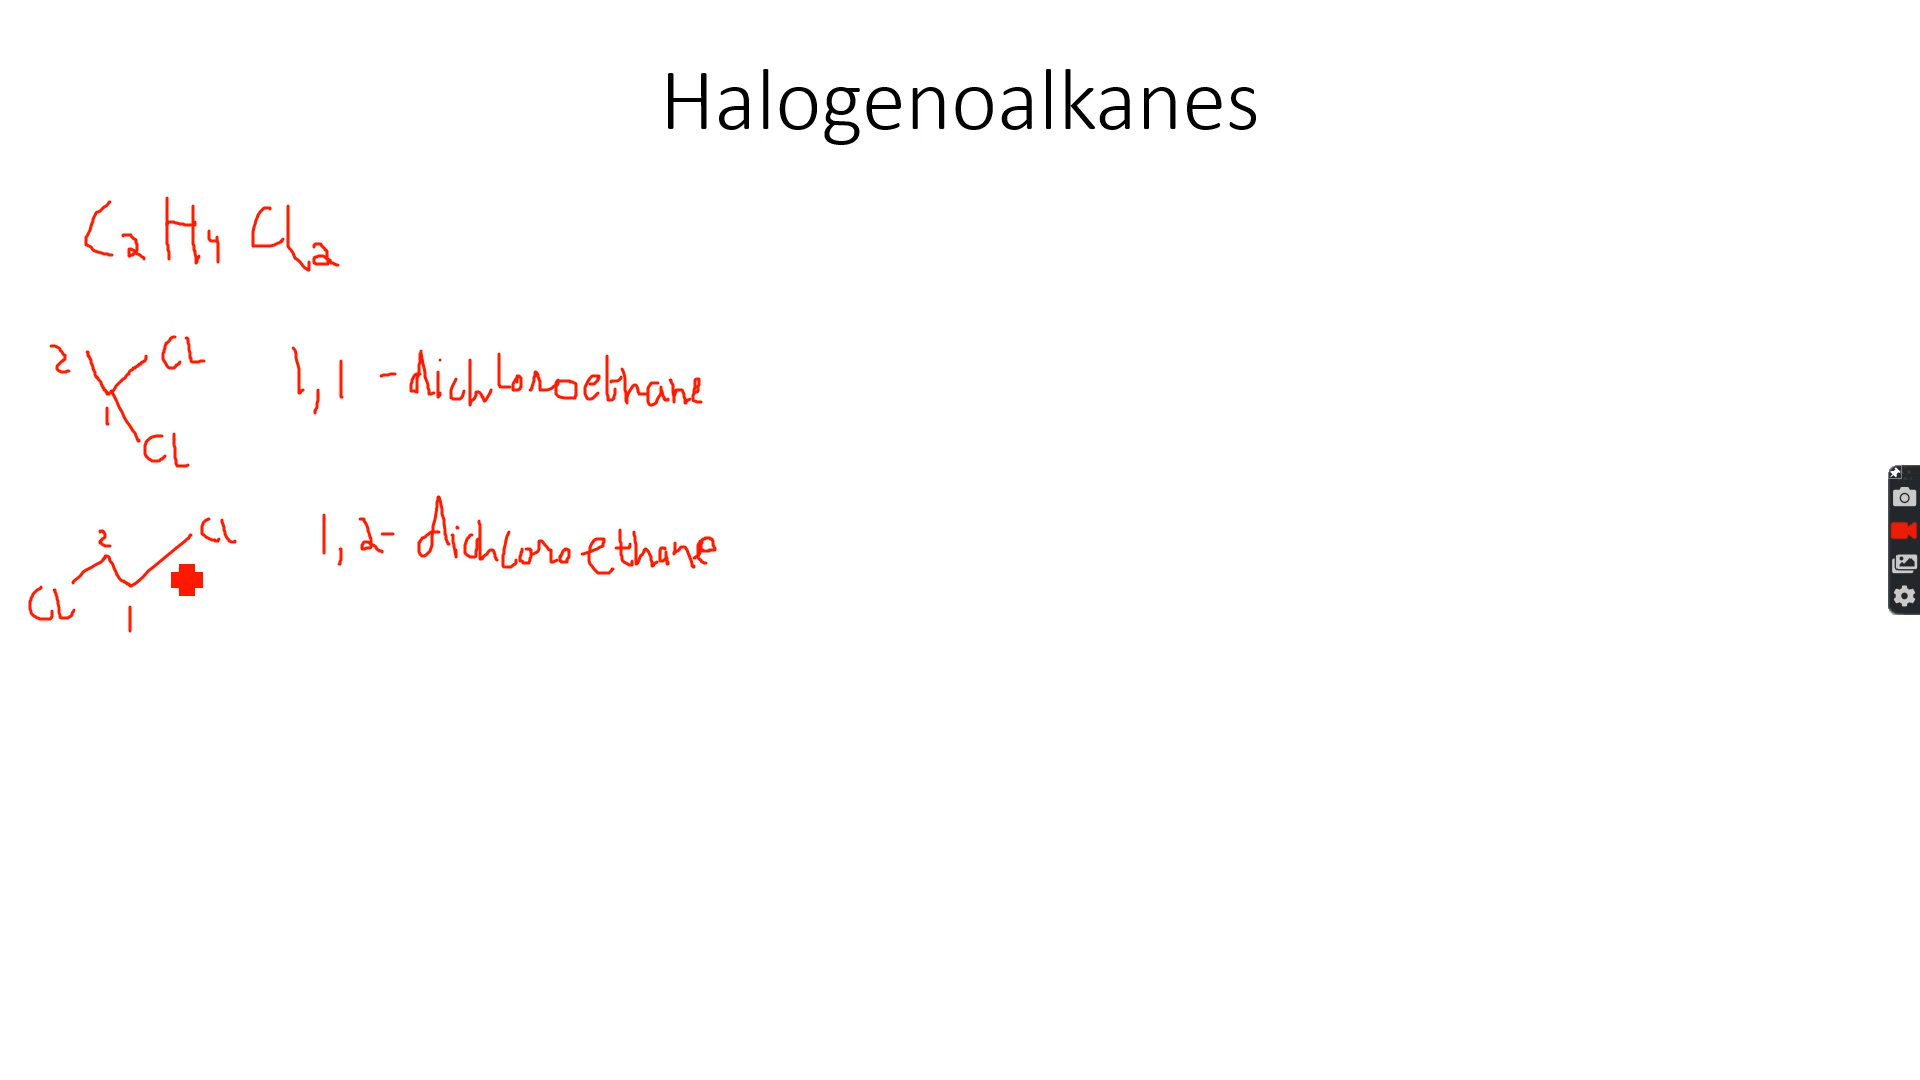 Halogenoalkanes
C2H4Cl2
2 CL
1
CL
1,1-dichloroethane
2 CL
CL
1
1,2-dichloroethane